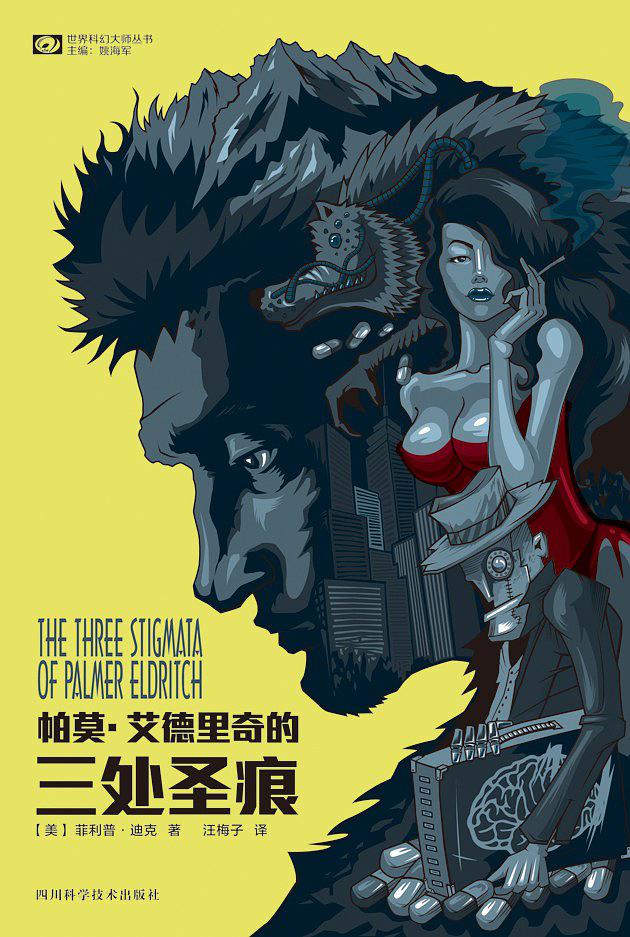 世界科幻大师丛书
主编：姚海军
THE THREE STIGMATA
OF PALMER ELDRITCH
帕莫·艾德里奇的
三处圣痕
【美】菲利普·迪克 著 汪梅子 译
四川科学技术出版社